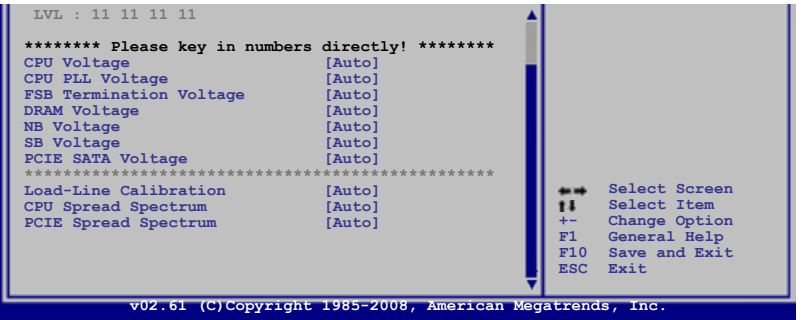 LVL : 11 11 11 11
******** Please key in numbers directly! ********
CPU Voltage [Auto]
CPU PLL Voltage [Auto]
FSB Termination Voltage [Auto]
DRAM Voltage [Auto]
NB Voltage [Auto]
SB Voltage [Auto]
PCIE SATA Voltage [Auto]
**************************************************
Load-Line Calibration [Auto]
CPU Spread Spectrum [Auto]
PCIE Spread Spectrum [Auto]
←→ Select Screen
↑↓ Select Item
+- Change Option
F1 General Help
F10 Save and Exit
ESC Exit
v02.61 (C)Copyright 1985-2008, American Megatrends, Inc.